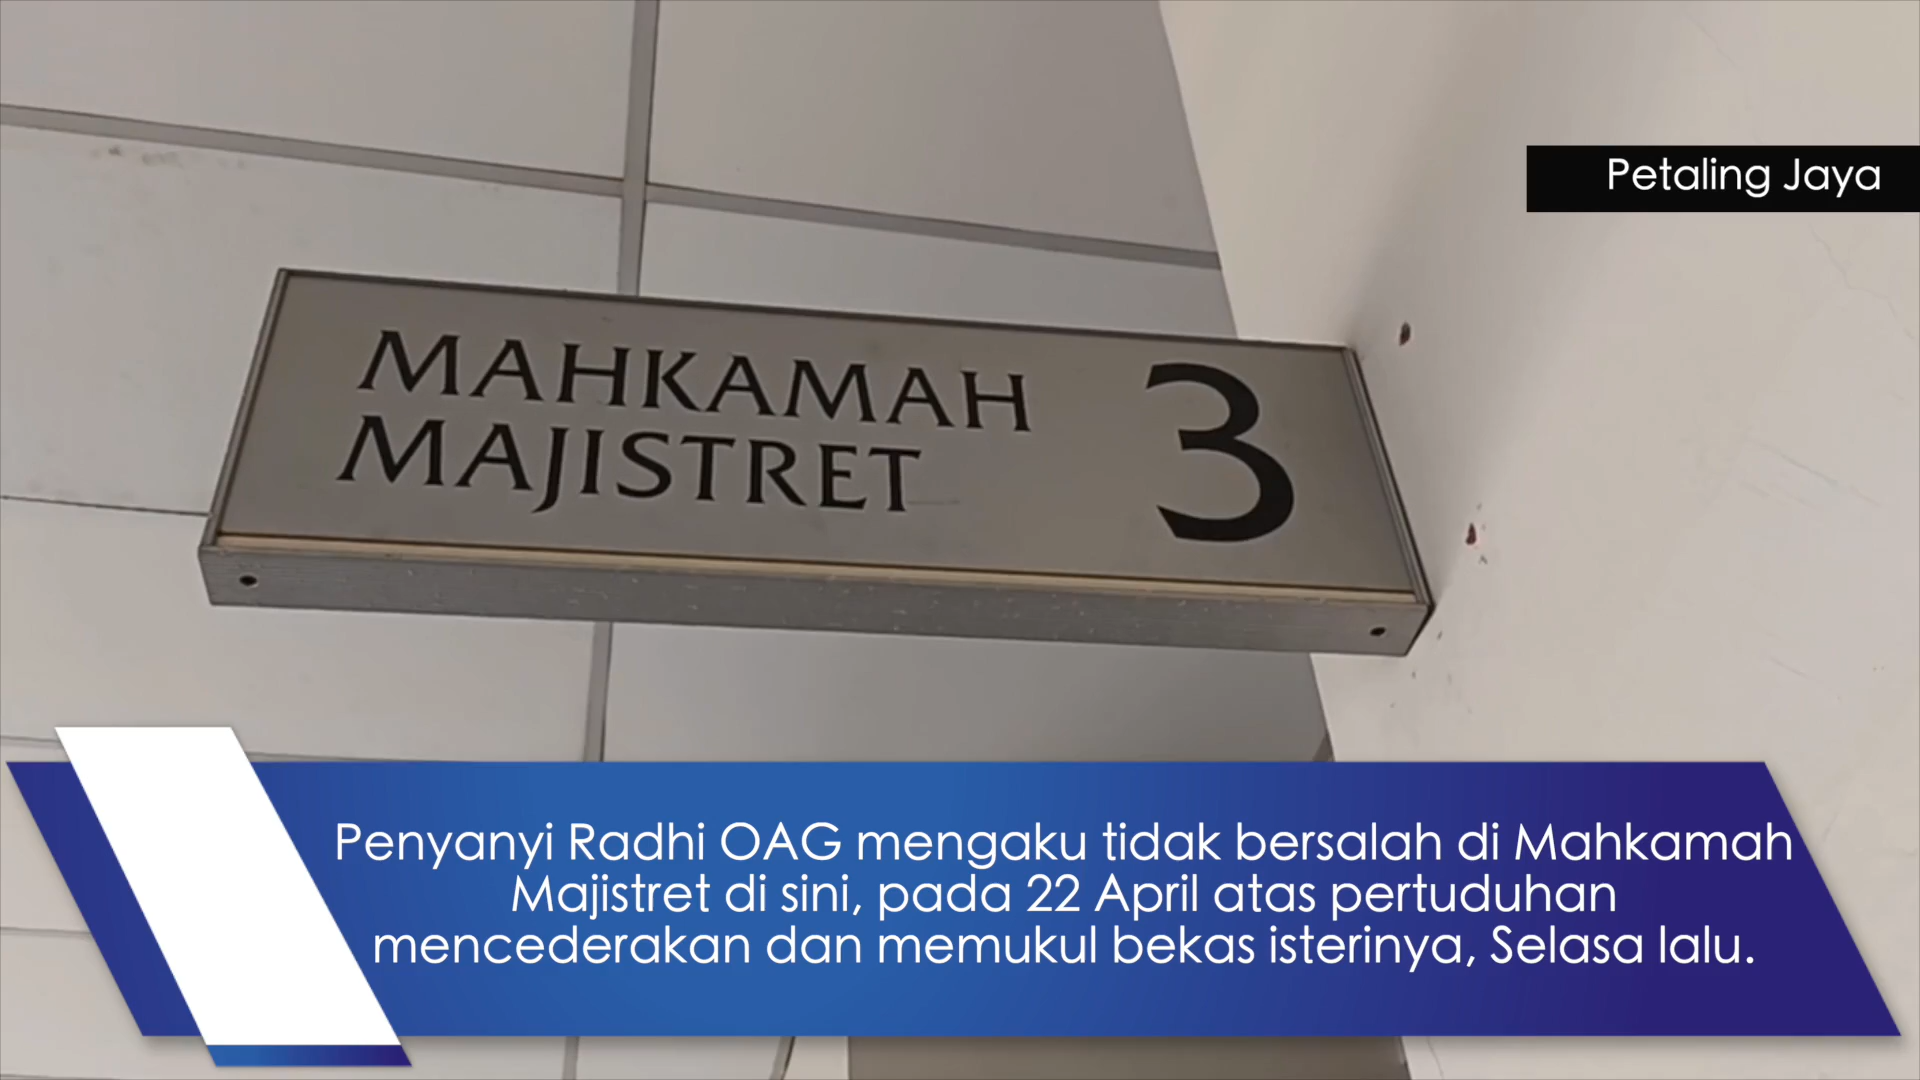 Petaling Jaya
MAHKAMAH
MAJISTRET
3
Penyanyi Radhi OAG mengaku tidak bersalah di Mahkamah
Majistret di sini, pada 22 April atas pertuduhan
mencederakan dan memukul bekas isterinya, Selasa lalu.